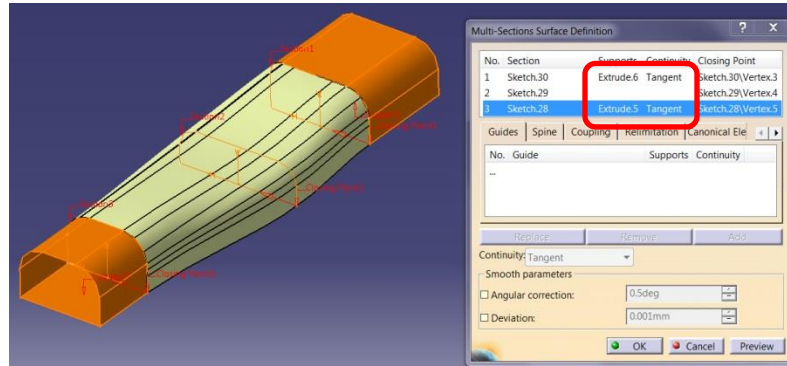 Multi-Sections Surface Definition ? X
No. Section Supports Continuity Closing Point
1 Sketch.30 Extrude.6 Tangent Sketch.30\Vertex.3
2 Sketch.29 Sketch.29\Vertex.4
3 Sketch.28 Extrude.5 Tangent Sketch.28\Vertex.5
Guides Spine Coupling Relimitation Canonical Ele
No. Guide Supports Continuity
...
Replace Remove Add
Continuity: Tangent
Smooth parameters
Angular correction: 0.5deg
Deviation: 0.001mm
OK Cancel Preview